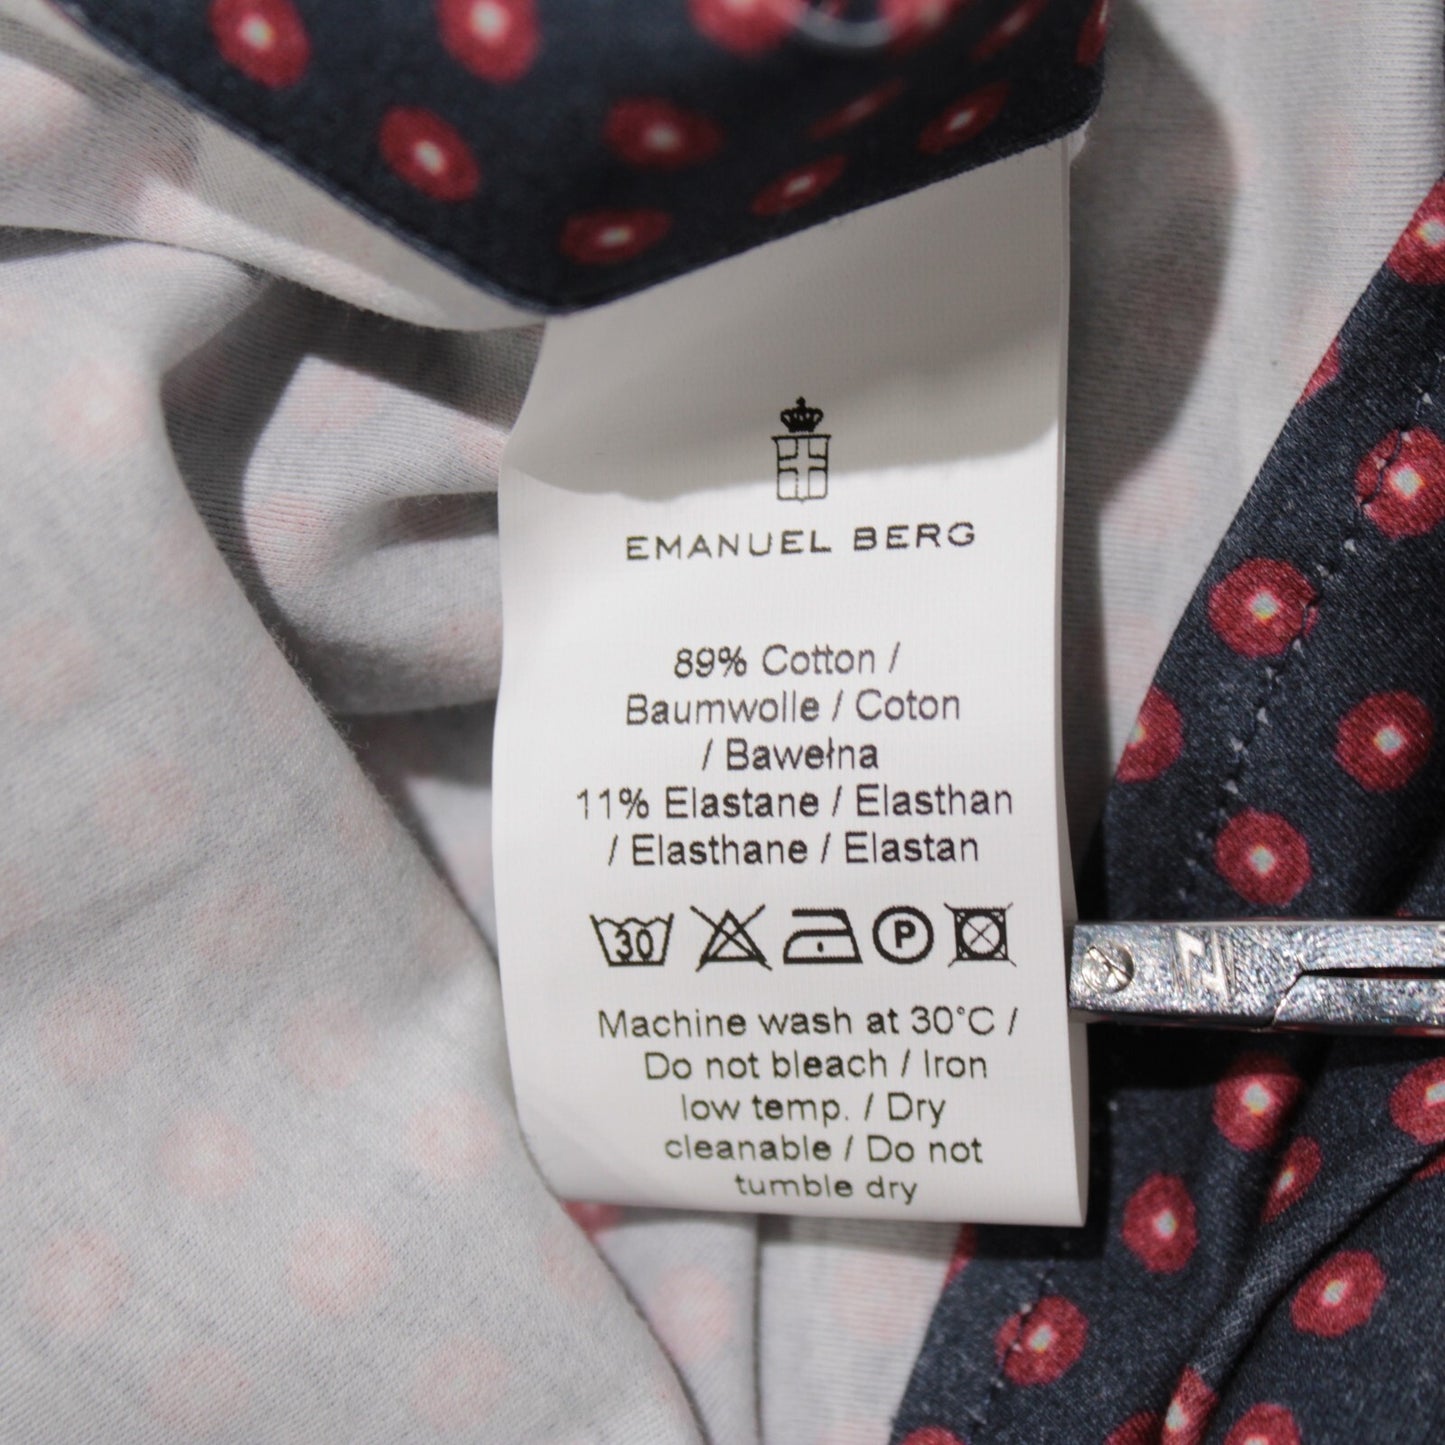 EMANUEL BERG
89% Cotton /
Baumwolle / Coton
/ Bawełna
11% Elastane / Elasthan
/ Elasthane / Elastan
30 P
Machine wash at 30°C /
Do not bleach / Iron
low temp. / Dry
cleanable / Do not
tumble dry